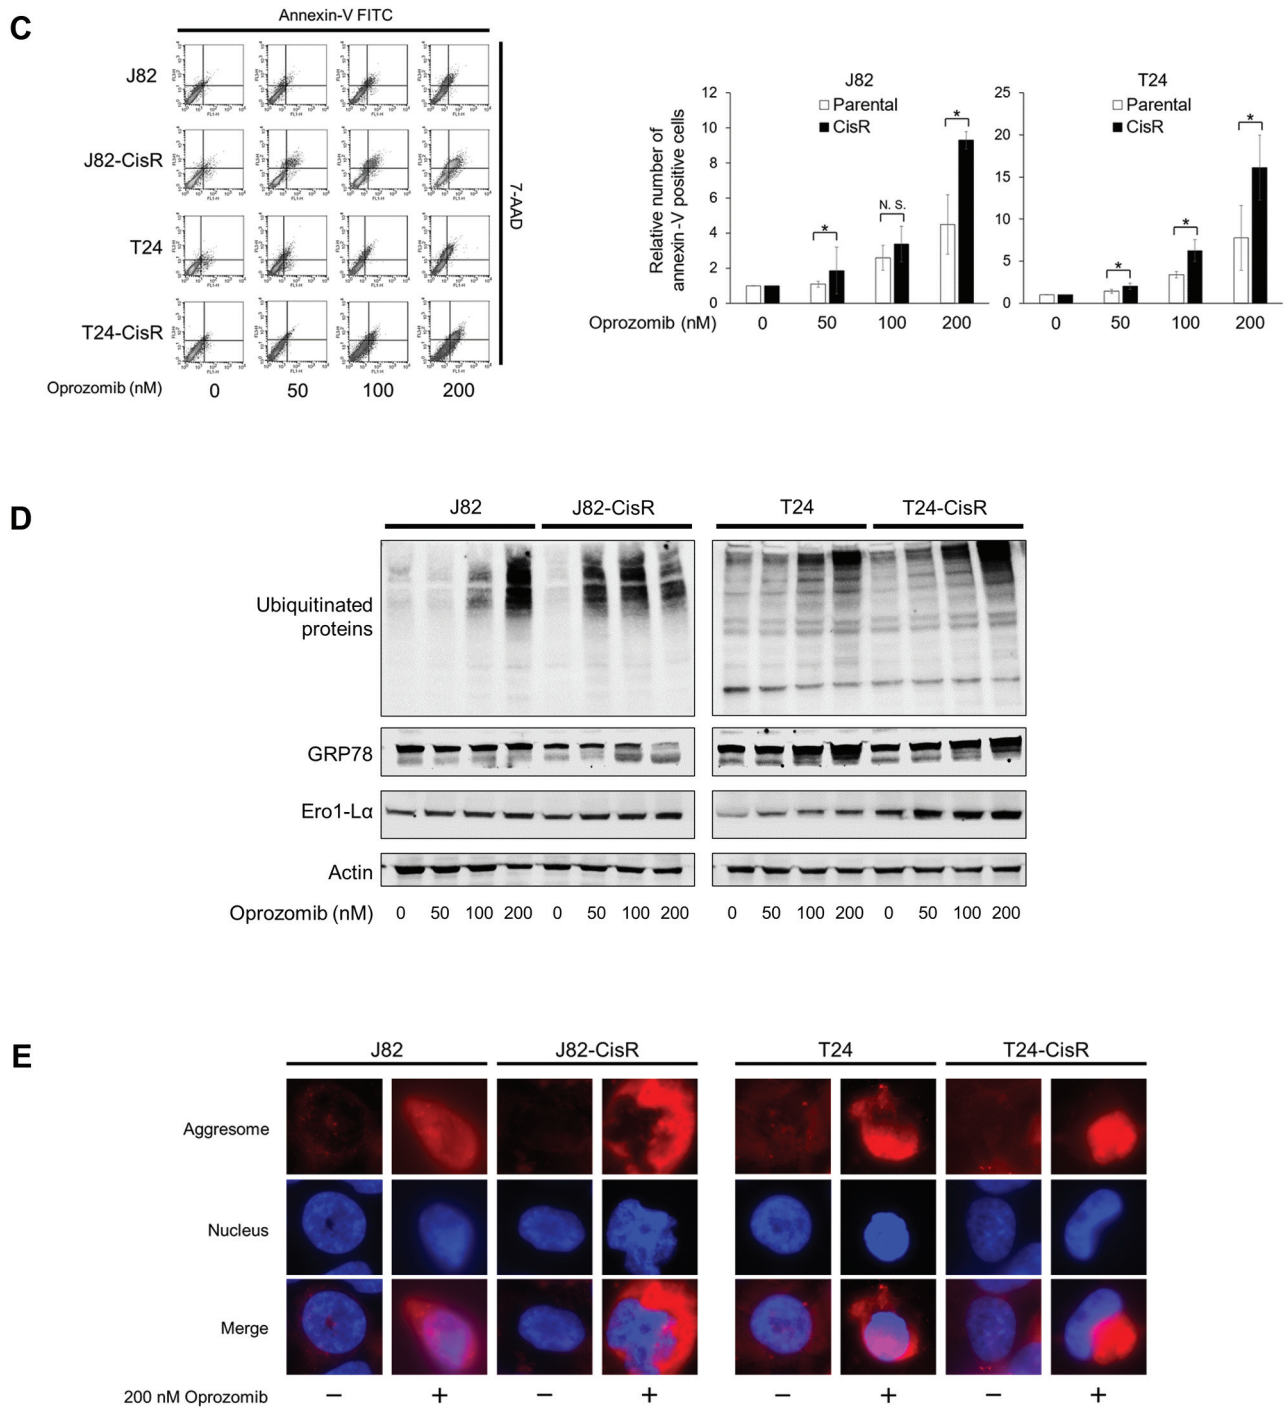 C
Annexin-V FITC
J82
J82-CisR
T24
T24-CisR
7-AAD
Oprozomib (nM)
0 50 100 200
J82
Parental
CisR
Relative number of
annexin-V positive cells
12
10
8
6
4
2
0
*
N. S.
*
Oprozomib (nM)
0 50 100 200
T24
Parental
CisR
25
20
15
10
5
0
*
*
*
0 50 100 200
D
J82 J82-CisR T24 T24-CisR
Ubiquitinated
proteins
GRP78
Ero1-Lα
Actin
Oprozomib (nM) 0 50 100 200 0 50 100 200 0 50 100 200 0 50 100 200
E
J82 J82-CisR T24 T24-CisR
Aggresome
Nucleus
Merge
200 nM Oprozomib − + − + − + − +